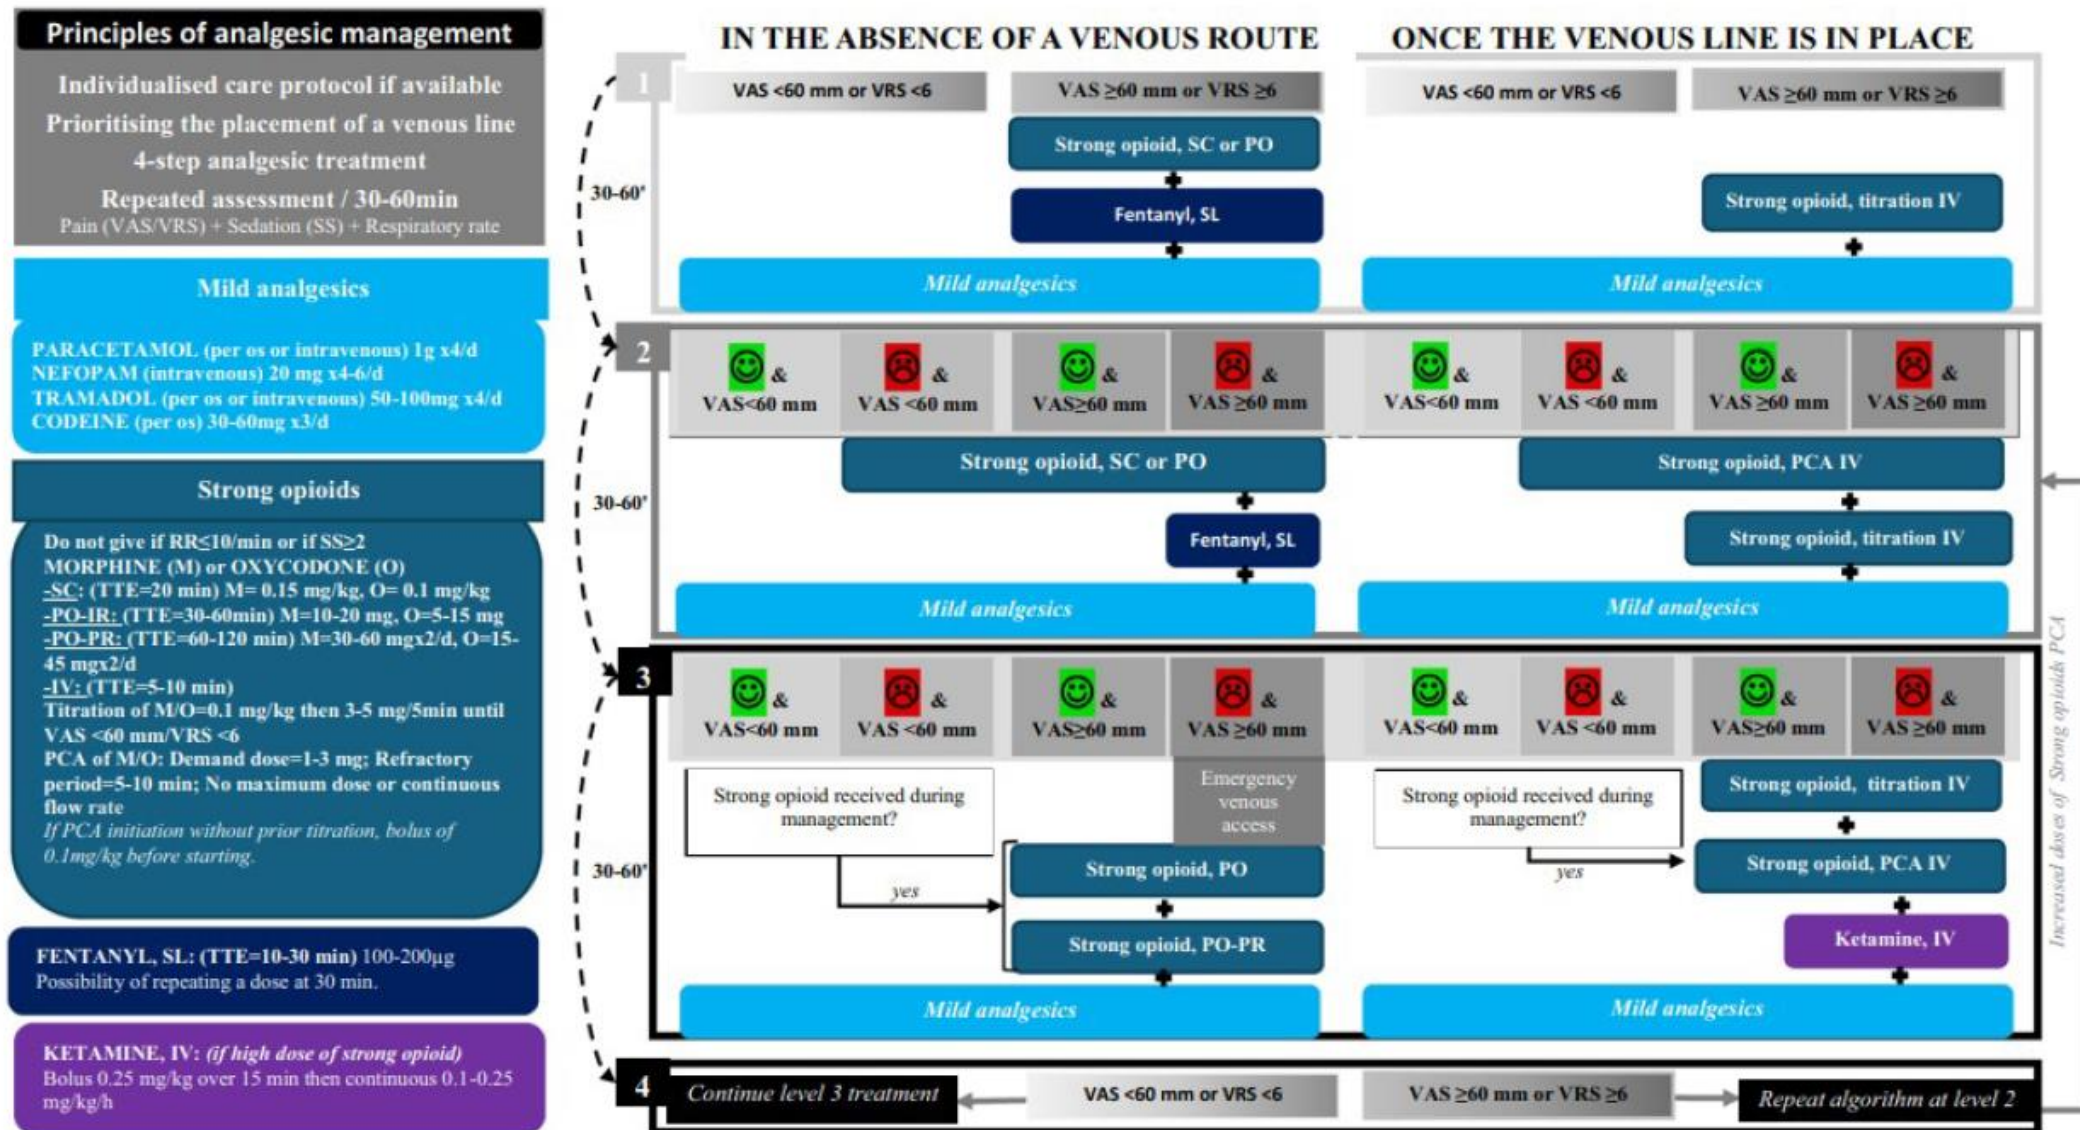 Principles of analgesic management
Individualised care protocol if available
Prioritising the placement of a venous line
4-step analgesic treatment
Repeated assessment / 30-60min
Pain (VAS/VRS) + Sedation (SS) + Respiratory rate
Mild analgesics
PARACETAMOL (per os or intravenous) 1g x4/d
NEFOPAM (intravenous) 20 mg x4-6/d
TRAMADOL (per os or intravenous) 50-100mg x4/d
CODEINE (per os) 30-60mg x3/d
Strong opioids
Do not give if RR≤10/min or if SS≥2
MORPHINE (M) or OXYCODONE (O)
-SC: (TTE=20 min) M= 0.15 mg/kg, O= 0.1 mg/kg
-PO-IR: (TTE=30-60min) M=10-20 mg, O=5-15 mg
-PO-PR: (TTE=60-120 min) M=30-60 mgx2/d, O=15-
45 mgx2/d
-IV: (TTE=5-10 min)
Titration of M/O=0.1 mg/kg then 3-5 mg/5min until
VAS <60 mm/VRS <6
PCA of M/O: Demand dose=1-3 mg; Refractory
period=5-10 min; No maximum dose or continuous
flow rate
If PCA initiation without prior titration, bolus of
0.1mg/kg before starting.
FENTANYL, SL: (TTE=10-30 min) 100-200µg
Possibility of repeating a dose at 30 min.
KETAMINE, IV: (if high dose of strong opioid)
Bolus 0.25 mg/kg over 15 min then continuous 0.1-0.25
mg/kg/h
IN THE ABSENCE OF A VENOUS ROUTE
ONCE THE VENOUS LINE IS IN PLACE
1
VAS <60 mm or VRS <6
VAS ≥60 mm or VRS ≥6
VAS <60 mm or VRS <6
VAS ≥60 mm or VRS ≥6
Strong opioid, SC or PO
+
30-60'
Fentanyl, SL
+
Strong opioid, titration IV
+
Mild analgesics
Mild analgesics
2
& VAS<60 mm
& VAS <60 mm
& VAS≥60 mm
& VAS ≥60 mm
& VAS<60 mm
& VAS <60 mm
& VAS ≥60 mm
& VAS ≥60 mm
Strong opioid, SC or PO
+
Strong opioid, PCA IV
+
30-60'
Fentanyl, SL
+
Strong opioid, titration IV
+
Mild analgesics
Mild analgesics
3
& VAS<60 mm
& VAS <60 mm
& VAS≥60 mm
& VAS ≥60 mm
& VAS<60 mm
& VAS <60 mm
& VAS≥60 mm
& VAS ≥60 mm
Strong opioid received during
management?
Emergency
venous
access
yes
30-60'
Strong opioid, PO
+
Strong opioid, PO-PR
+
Mild analgesics
Strong opioid received during
management?
yes
Strong opioid, titration IV
+
Strong opioid, PCA IV
+
Ketamine, IV
+
Mild analgesics
Increased doses of Strong opioids PCA
4
Continue level 3 treatment
VAS <60 mm or VRS <6
VAS ≥60 mm or VRS ≥6
Repeat algorithm at level 2